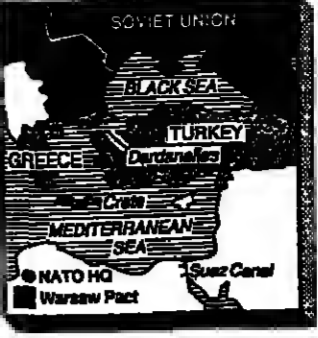 SOVIET UNION
BLACK SEA
TURKEY
GREECE
Dardanelles
Crete
MEDITERRANEAN
SEA
Suez Canal
NATO HQ
Warsaw Pact